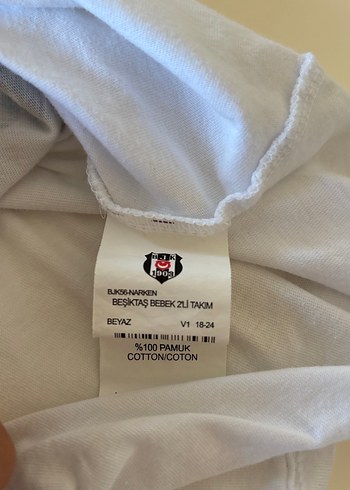 BJK
1903
BJK56-NARKEN
BEŞİKTAŞ BEBEK 2'Lİ TAKIM
BEYAZ V1 18-24
%100 PAMUK
COTTON/COTON